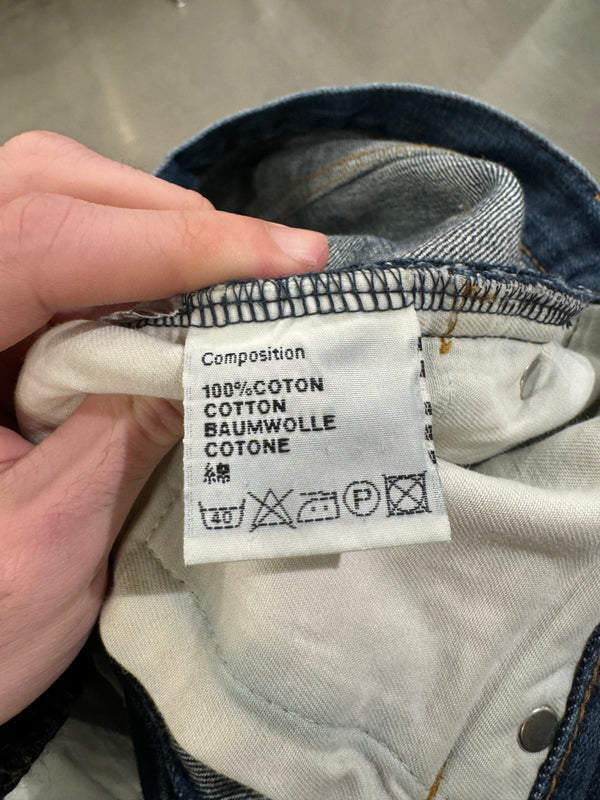 Composition
100%COTON
COTTON
BAUMWOLLE
COTONE
綿
40 P